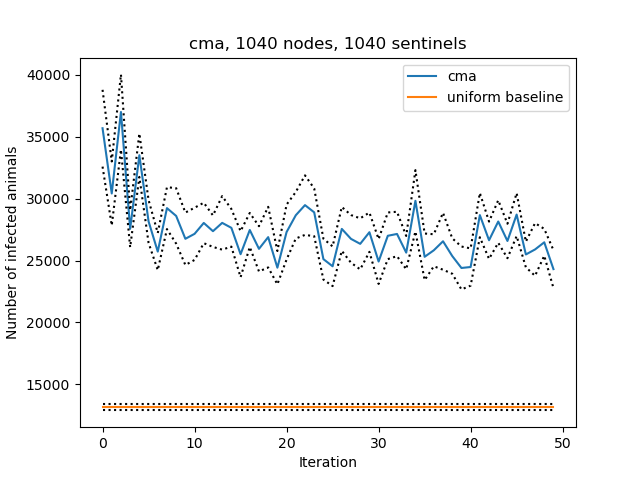 cma, 1040 nodes, 1040 sentinels
cma
uniform baseline
Number of infected animals
40000
35000
30000
25000
20000
15000
0 10 20 30 40 50
Iteration